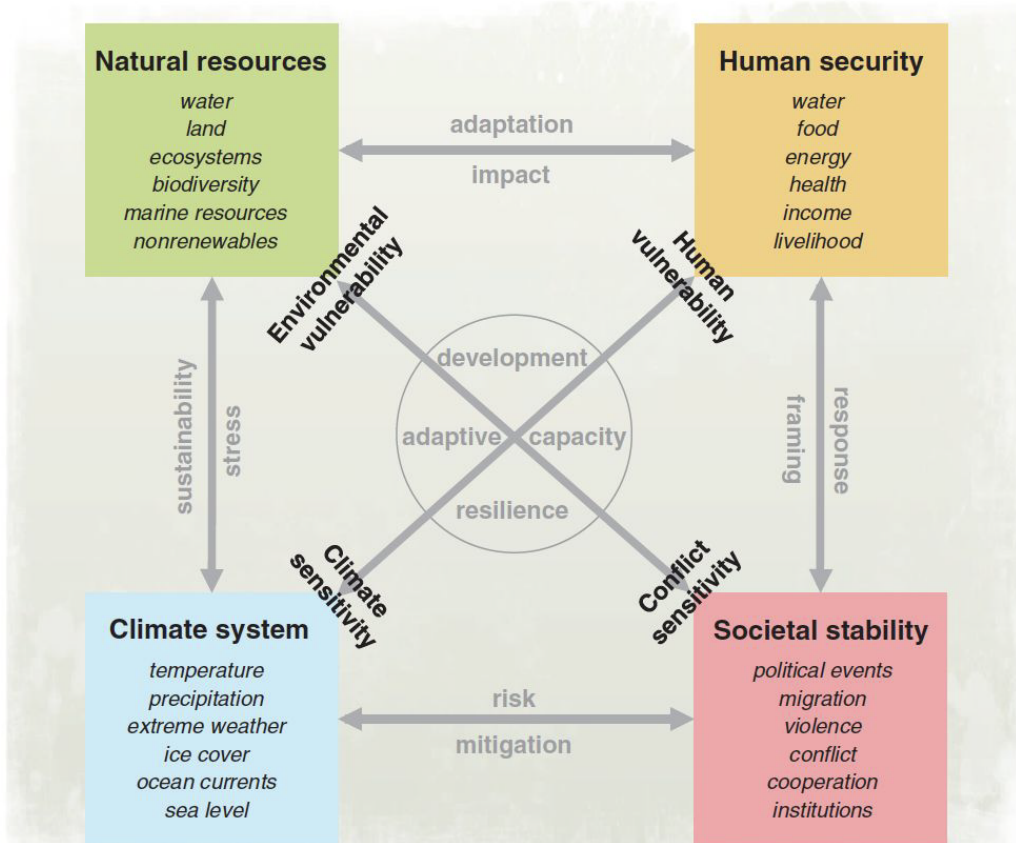 Natural resources
water
land
ecosystems
biodiversity
marine resources
nonrenewables
adaptation
impact
Human security
water
food
energy
health
income
livelihood
Environmental
vulnerability
Human
vulnerability
sustainability
stress
development
adaptive capacity
resilience
framing
response
Climate
sensitivity
Conflict
sensitivity
Climate system
temperature
precipitation
extreme weather
ice cover
ocean currents
sea level
risk
mitigation
Societal stability
political events
migration
violence
conflict
cooperation
institutions